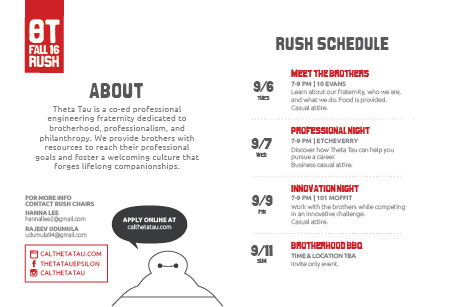 ΘT
FALL 16
RUSH
ABOUT
Theta Tau is a co-ed professional
engineering fraternity dedicated to
brotherhood, professionalism, and
philanthropy. We provide brothers with
resources to reach their professional
goals and foster a welcoming culture that
forges lifelong companionships.
FOR MORE INFO
CONTACT RUSH CHAIRS
HANNA LEE
hannallee2@gmail.com
RAJEEV UDUMULA
udumula94@gmail.com
CALTHETATAU.COM
THETATAUEPSILON
CALTHETATAU
APPLY ONLINE AT
calthetatau.com
RUSH SCHEDULE
9/6
TUES
MEET THE BROTHERS
7-9 PM | 10 EVANS
Learn about our fraternity, who we are,
and what we do. Food is provided.
Casual attire.
9/7
WED
PROFESSIONAL NIGHT
7-9 PM | ETCHEVERRY
Discover how Theta Tau can help you
pursue a career.
Business casual attire.
9/9
FRI
INNOVATION NIGHT
7-9 PM | 101 MOFFIT
Work with the brothers while competing
in an innovative challenge.
Casual attire.
9/11
SUN
BROTHERHOOD BBQ
TIME & LOCATION TBA
Invite only event.